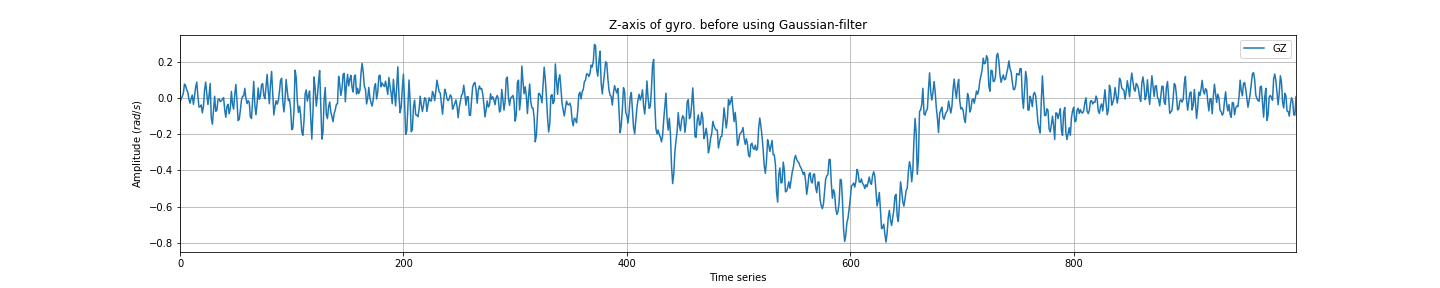 Z-axis of gyro. before using Gaussian-filter
GZ
0.2
0.0
−0.2
−0.4
−0.6
−0.8
Amplitude (rad/s)
0 200 400 600 800
Time series